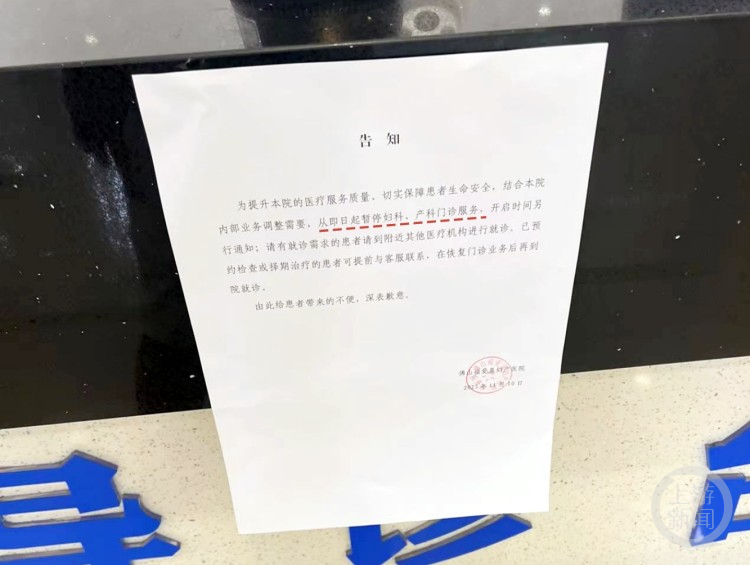 告 知
为提升本院的医疗服务质量、切实保障患者生命安全，结合本院
内部业务调整需要，从即日起暂停妇科、产科门诊服务，开启时间另
行通知；请有就诊需求的患者请到附近其他医疗机构进行就诊，已预
约检查或择期治疗的患者可提前与客服联系，在恢复门诊业务后再到
院就诊。
由此给患者带来的不便，深表歉意。
佛山 医院
年11月10日
上游新闻